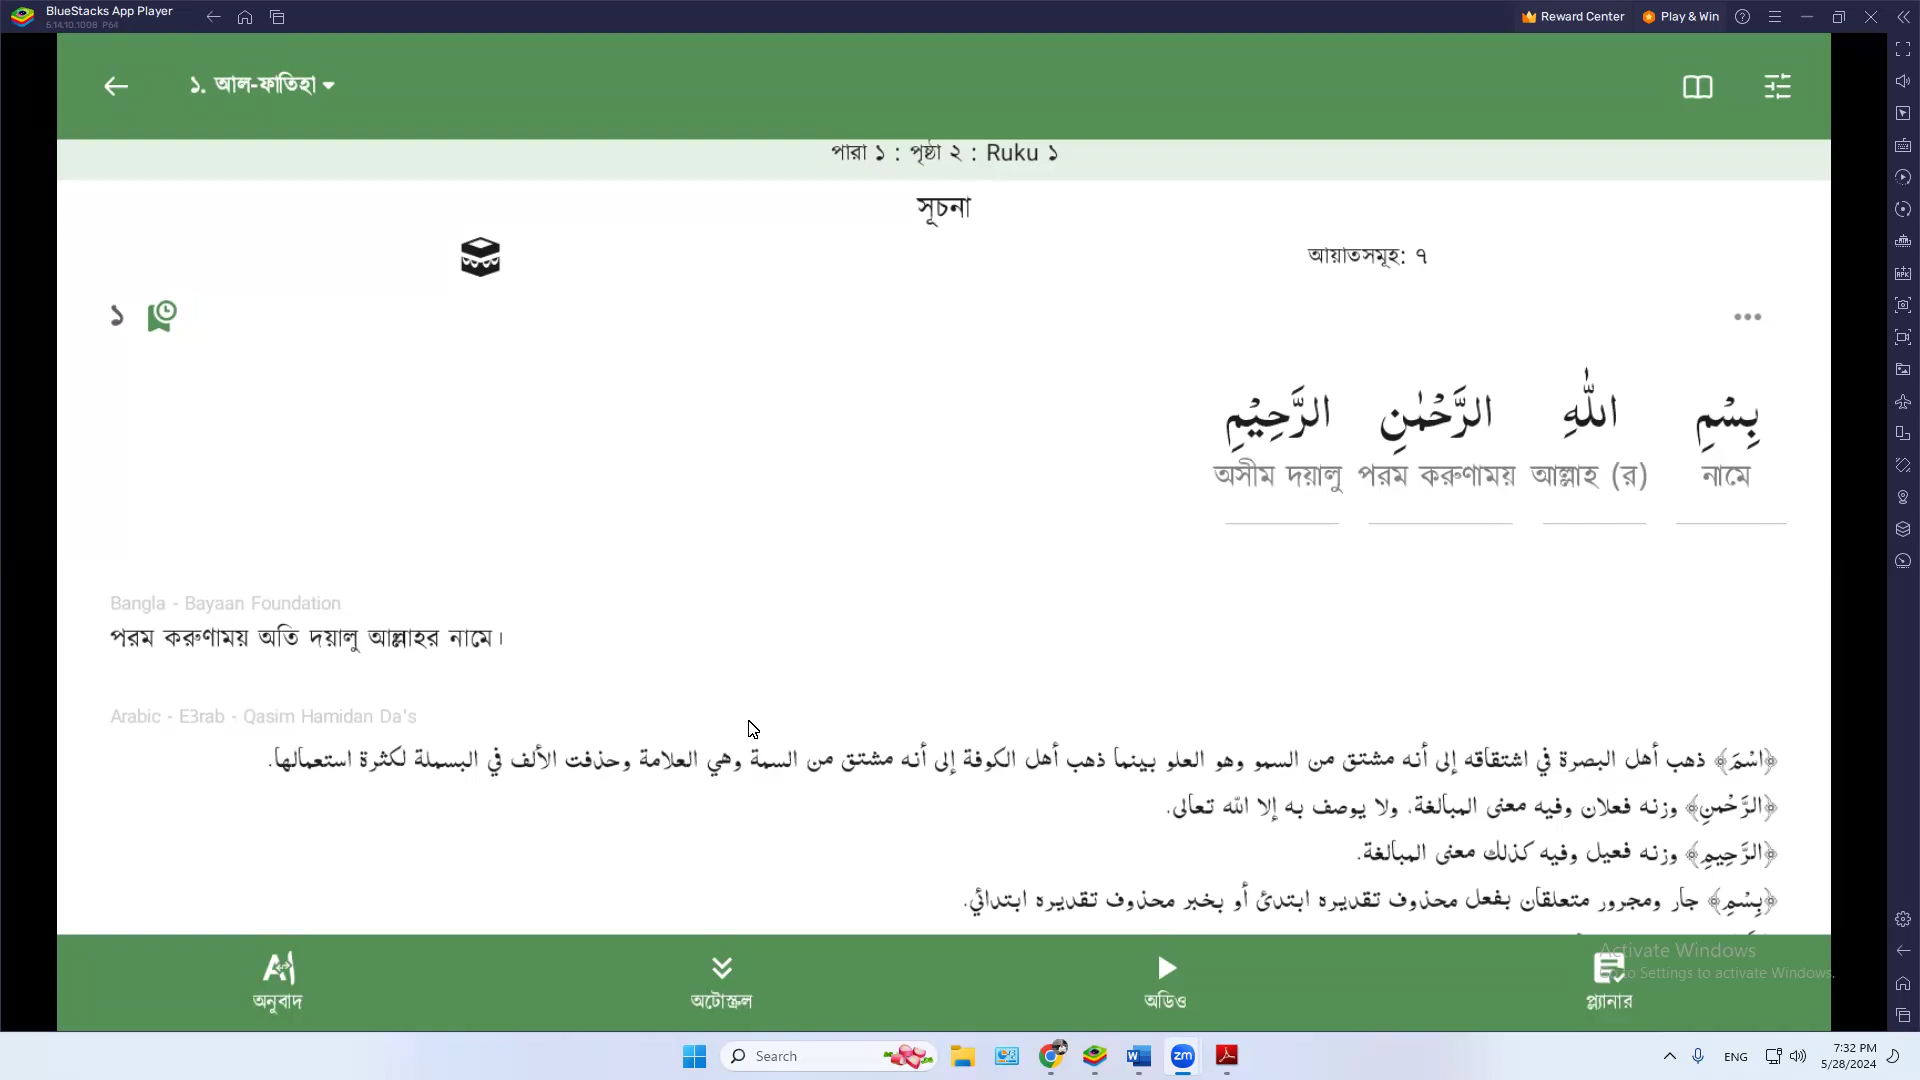 BlueStacks App Player
5.14.10.1008 P64
Reward Center
Play & Win
১. আল-ফাতিহা
পারা ১ : পৃষ্ঠা ২ : Ruku ১
সূচনা
আয়াতসমূহ: ৭
১
بِسْمِ اللّٰهِ الرَّحْمٰنِ الرَّحِيْمِ
অসীম দয়ালু পরম করুণাময় আল্লাহ (র) নামে
Bangla - Bayaan Foundation
পরম করুণাময় অতি দয়ালু আল্লাহর নামে।
Arabic - E3rab - Qasim Hamidan Da's
﴿اسْمَ﴾ ذهب أهل البصرة في اشتقاقه إلى أنه مشتق من السمو وهو العلو بينما ذهب أهل الكوفة إلى أنه مشتق من السمة وهي العلامة وحذفت الألف في البسملة لكثرة استعمالها.
﴿الرَّحْمنِ﴾ وزنه فعلان وفيه معنى المبالغة، ولا يوصف به إلا الله تعالى.
﴿الرَّحِيمِ﴾ وزنه فعيل وفيه كذلك معنى المبالغة.
﴿بِسْمِ﴾ جار ومجرور متعلقان بفعل محذوف تقديره ابتدئ أو بخبر محذوف تقديره ابتدائي.
Activate Windows
to Settings to activate Windows.
অনুবাদ
অটোস্ক্রল
অডিও
প্ল্যানার
Search
ENG
7:32 PM
5/28/2024